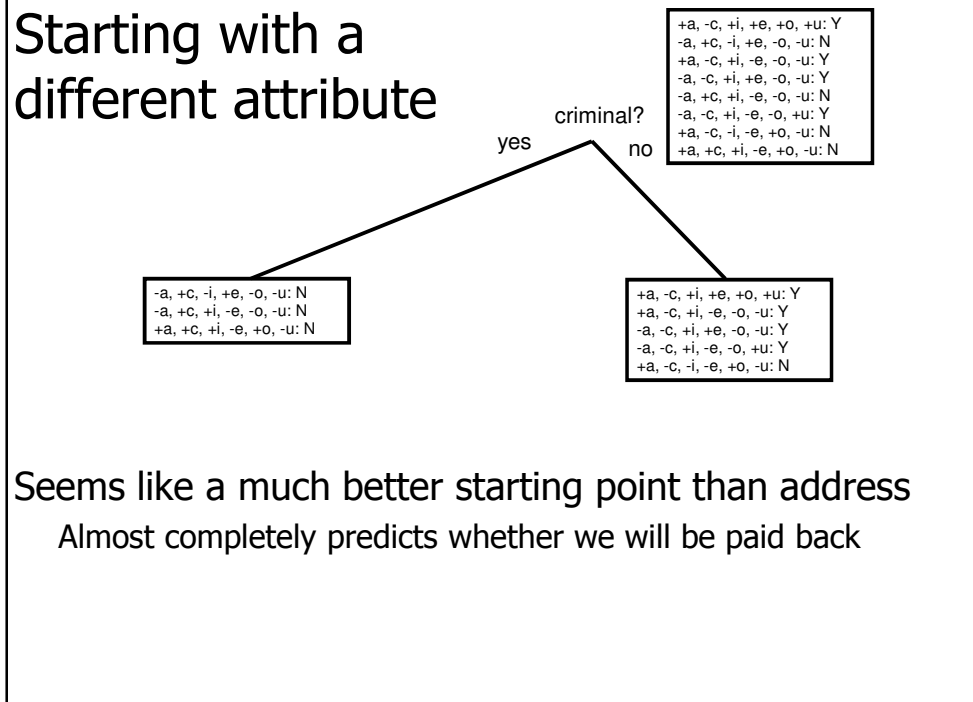 Starting with a
different attribute
+a, -c, +i, +e, +o, +u: Y
-a, +c, -i, +e, -o, -u: N
+a, -c, +i, -e, -o, -u: Y
-a, -c, +i, +e, -o, -u: Y
-a, +c, +i, -e, -o, -u: N
-a, -c, +i, -e, -o, +u: Y
+a, -c, -i, -e, +o, -u: N
+a, +c, +i, -e, +o, -u: N
criminal?
yes
no
-a, +c, -i, +e, -o, -u: N
-a, +c, +i, -e, -o, -u: N
+a, +c, +i, -e, +o, -u: N
+a, -c, +i, +e, +o, +u: Y
+a, -c, +i, -e, -o, -u: Y
-a, -c, +i, +e, -o, -u: Y
-a, -c, +i, -e, -o, +u: Y
+a, -c, -i, -e, +o, -u: N
Seems like a much better starting point than address
Almost completely predicts whether we will be paid back